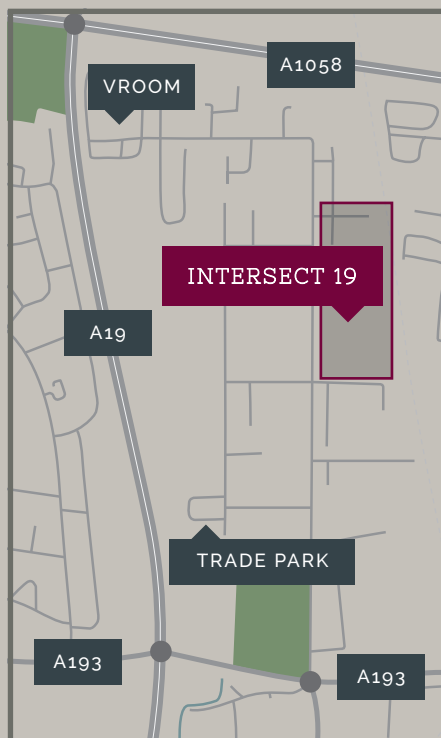 A1058
VROOM
INTERSECT 19
A19
TRADE PARK
A193
A193